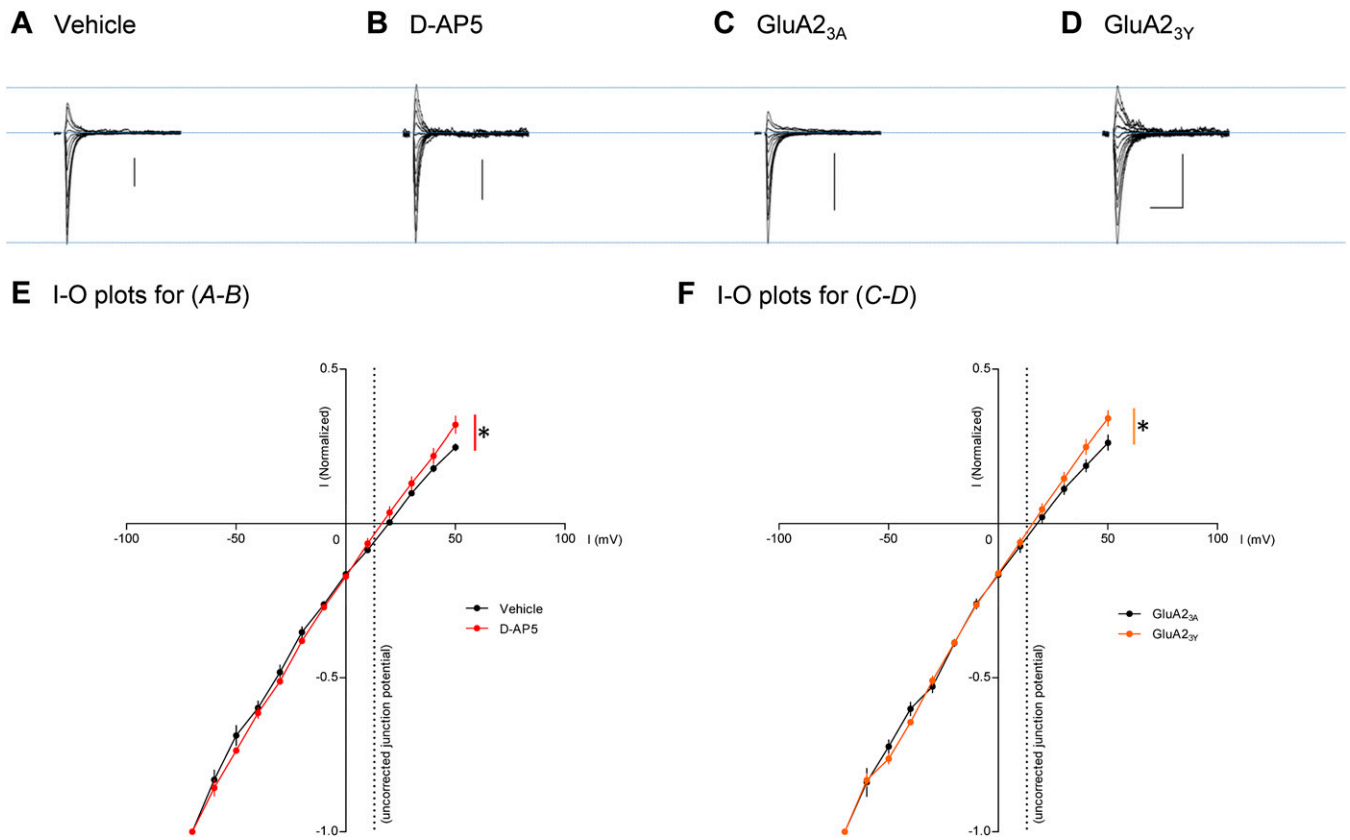 A Vehicle
B D-AP5
C GluA23A
D GluA23Y
E I-O plots for (A-B)
F I-O plots for (C-D)
0.5
I (Normalized)
*
-100
-50
0
50
100
I (mV)
Vehicle
D-AP5
-0.5
(uncorrected junction potential)
-1.0
0.5
I (Normalized)
*
-100
-50
0
50
100
I (mV)
GluA23A
GluA23Y
-0.5
(uncorrected junction potential)
-1.0